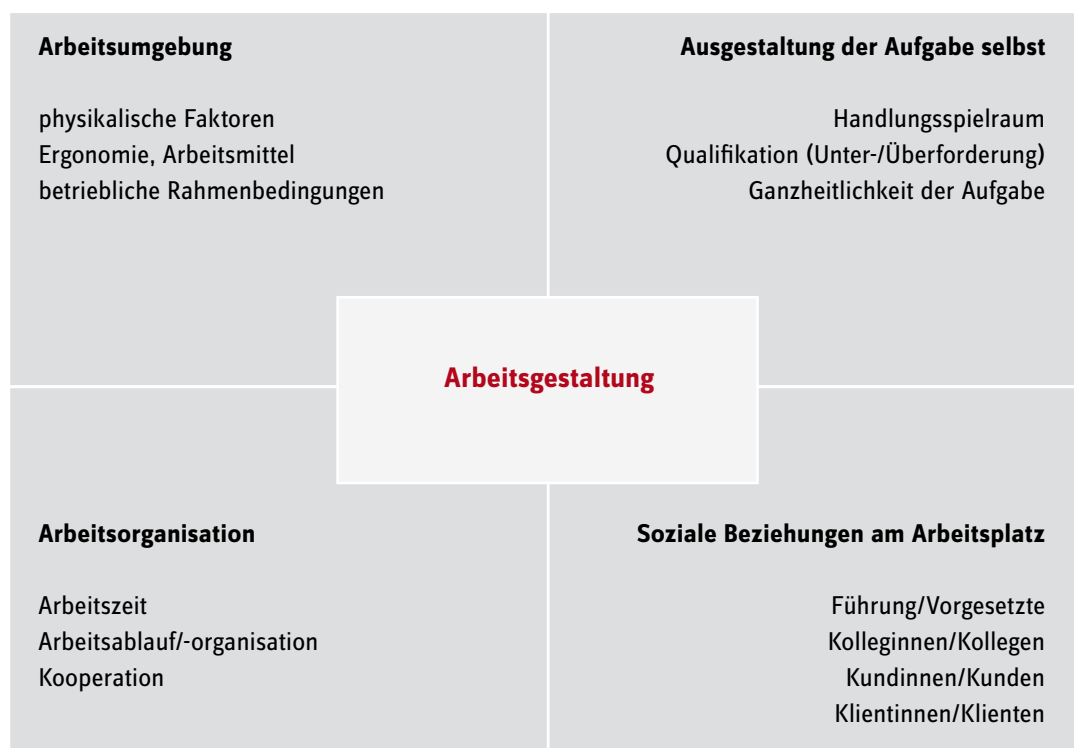 Arbeitsumgebung
physikalische Faktoren
Ergonomie, Arbeitsmittel
betriebliche Rahmenbedingungen
Ausgestaltung der Aufgabe selbst
Handlungsspielraum
Qualifikation (Unter-/Überforderung)
Ganzheitlichkeit der Aufgabe
Arbeitsgestaltung
Arbeitsorganisation
Arbeitszeit
Arbeitsablauf/-organisation
Kooperation
Soziale Beziehungen am Arbeitsplatz
Führung/Vorgesetzte
Kolleginnen/Kollegen
Kundinnen/Kunden
Klientinnen/Klienten